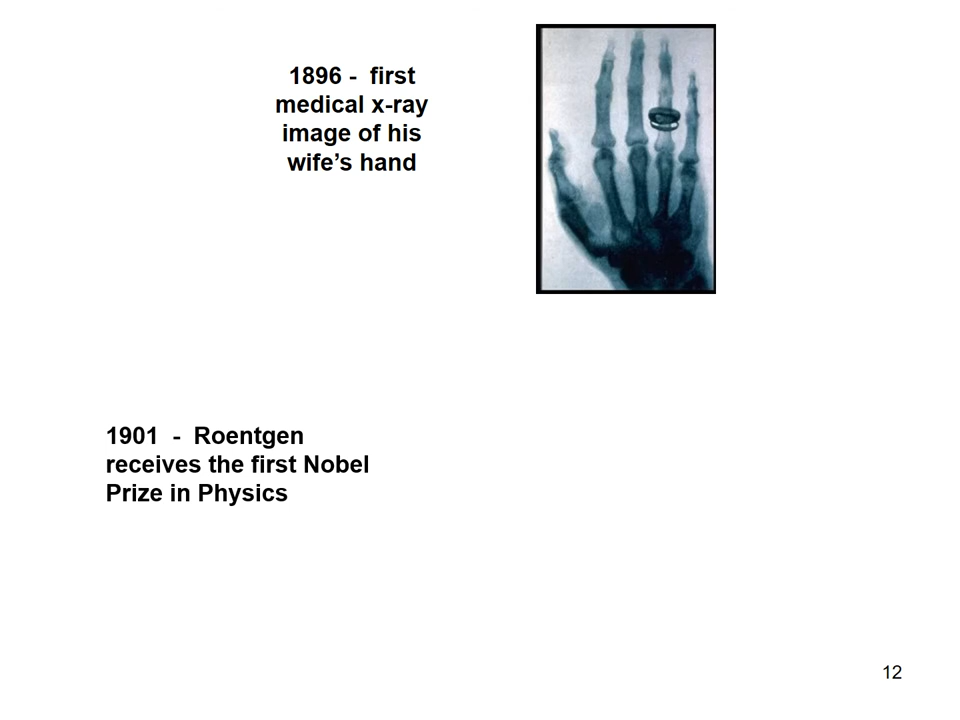 1896 - first
medical x-ray
image of his
wife’s hand
1901 - Roentgen
receives the first Nobel
Prize in Physics
12